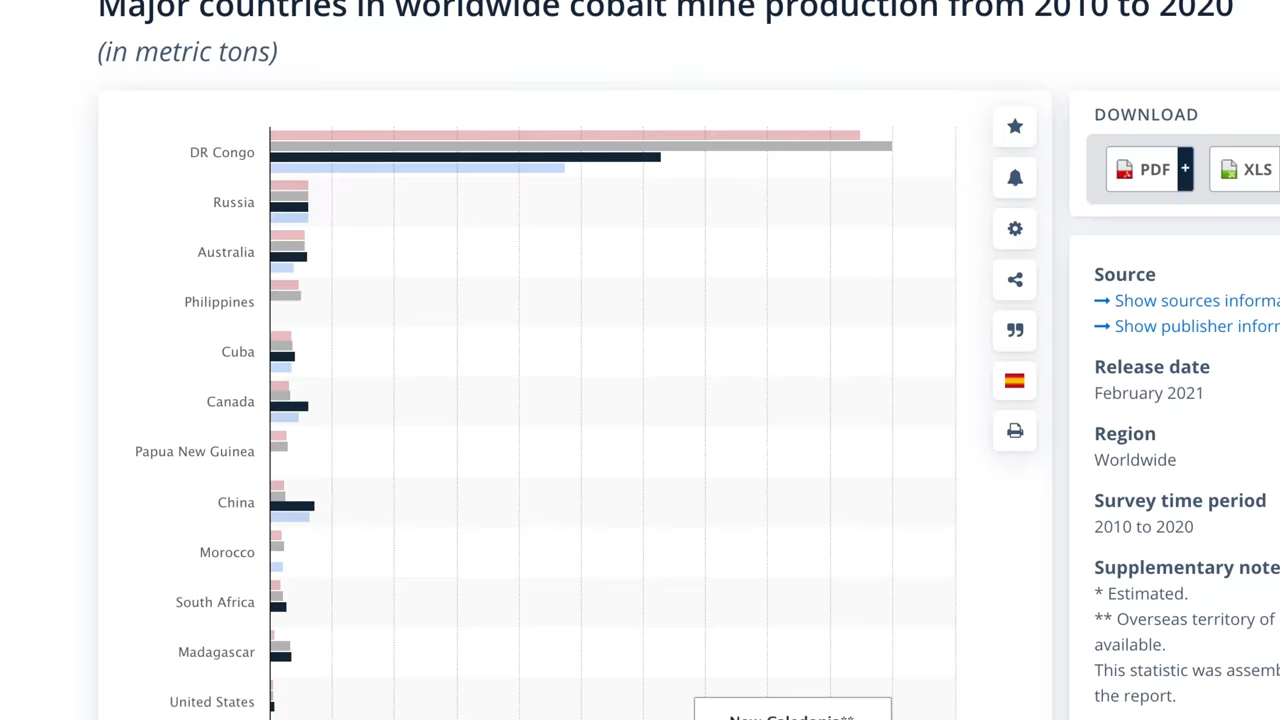 Major countries in worldwide cobalt mine production from 2010 to 2020
(in metric tons)
DR Congo
Russia
Australia
Philippines
Cuba
Canada
Papua New Guinea
China
Morocco
South Africa
Madagascar
United States
New Caledonia**
DOWNLOAD
PDF +
XLS
Source
→ Show sources informa
→ Show publisher infor
Release date
February 2021
Region
Worldwide
Survey time period
2010 to 2020
Supplementary note
* Estimated.
** Overseas territory of
available.
This statistic was assemb
the report.